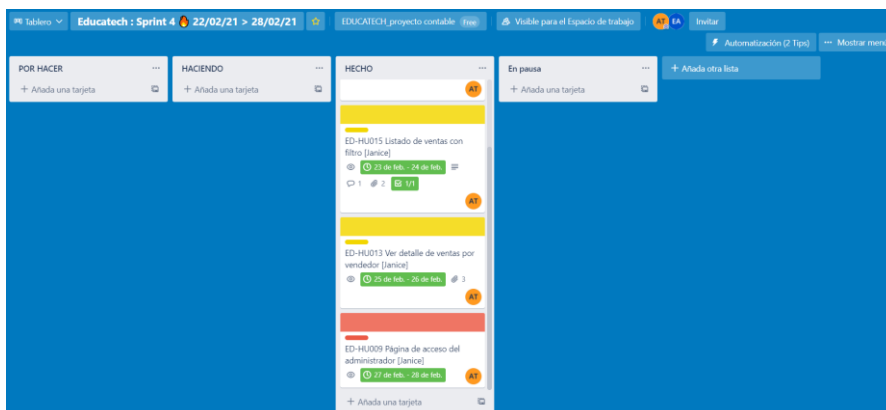 Tablero
Educatech : Sprint 4 🔥 22/02/21 > 28/02/21
EDUCATECH_proyecto contable Free
Visible para el Espacio de trabajo
AT EA
Invitar
Automatización (2 Tips)
... Mostrar menú
POR HACER ...
+ Añada una tarjeta
HACIENDO ...
+ Añada una tarjeta
HECHO ...
AT
ED-HU015 Listado de ventas con
filtro [Janice]
23 de feb. - 24 de feb.
1 2 1/1
AT
ED-HU013 Ver detalle de ventas por
vendedor [Janice]
25 de feb. - 26 de feb. 3
AT
ED-HU009 Página de acceso del
administrador [Janice]
27 de feb. - 28 de feb. AT
+ Añada una tarjeta
En pausa ...
+ Añada una tarjeta
+ Añada otra lista